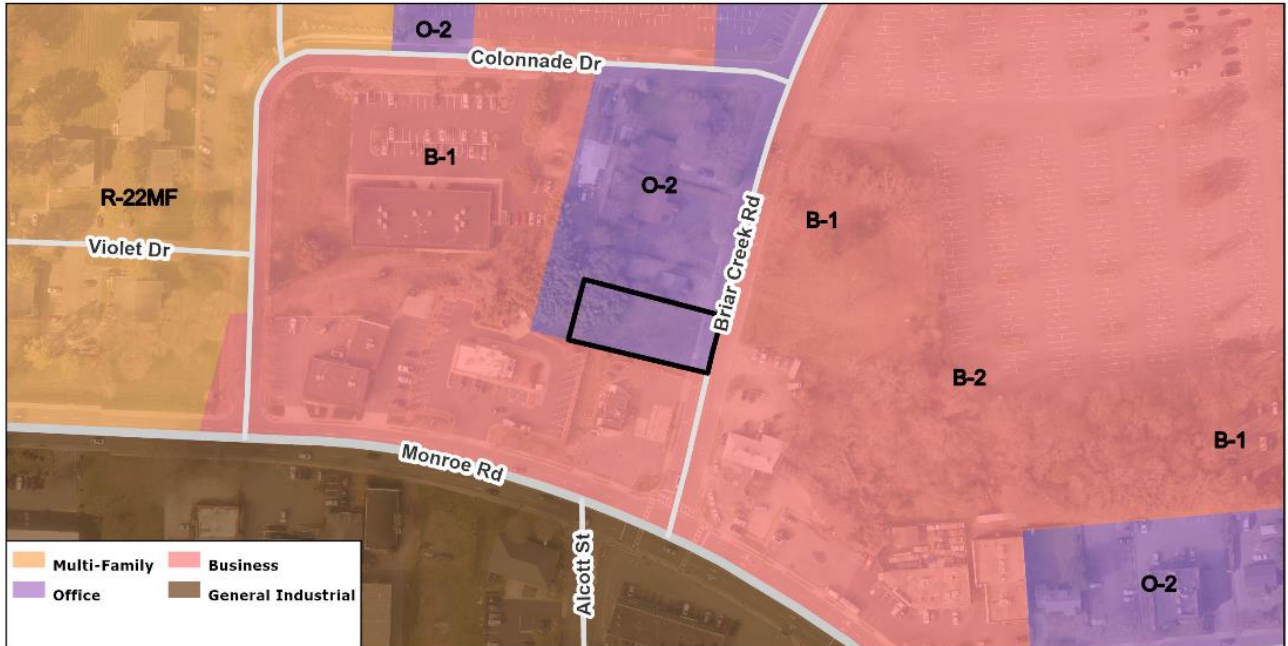 O-2
Colonnade Dr
B-1
O-2
R-22MF
B-1
Violet Dr
Briar Creek Rd
B-2
B-1
Monroe Rd
Alcott St
O-2
Multi-Family
Business
Office
General Industrial